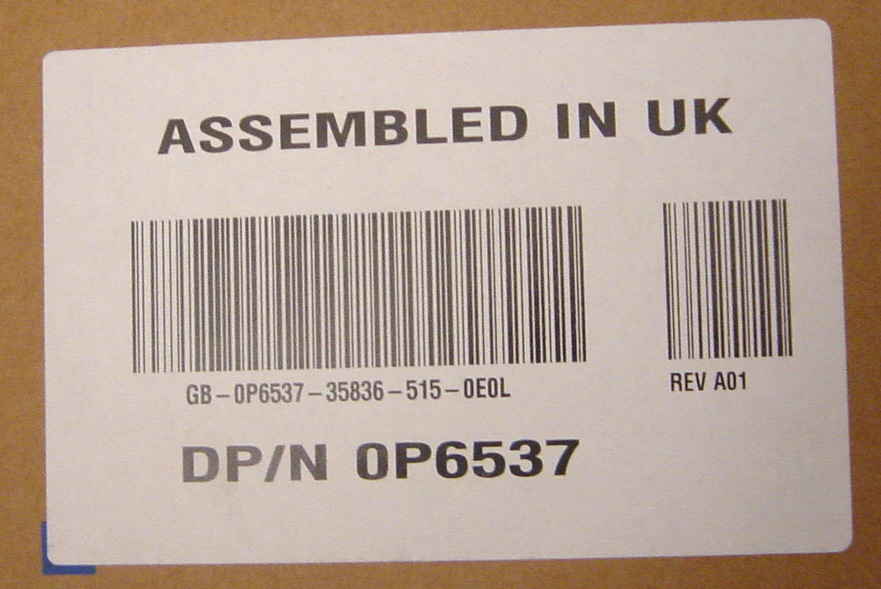 ASSEMBLED IN UK
GB–0P6537–35836–515–0E0L
REV A01
DP/N 0P6537